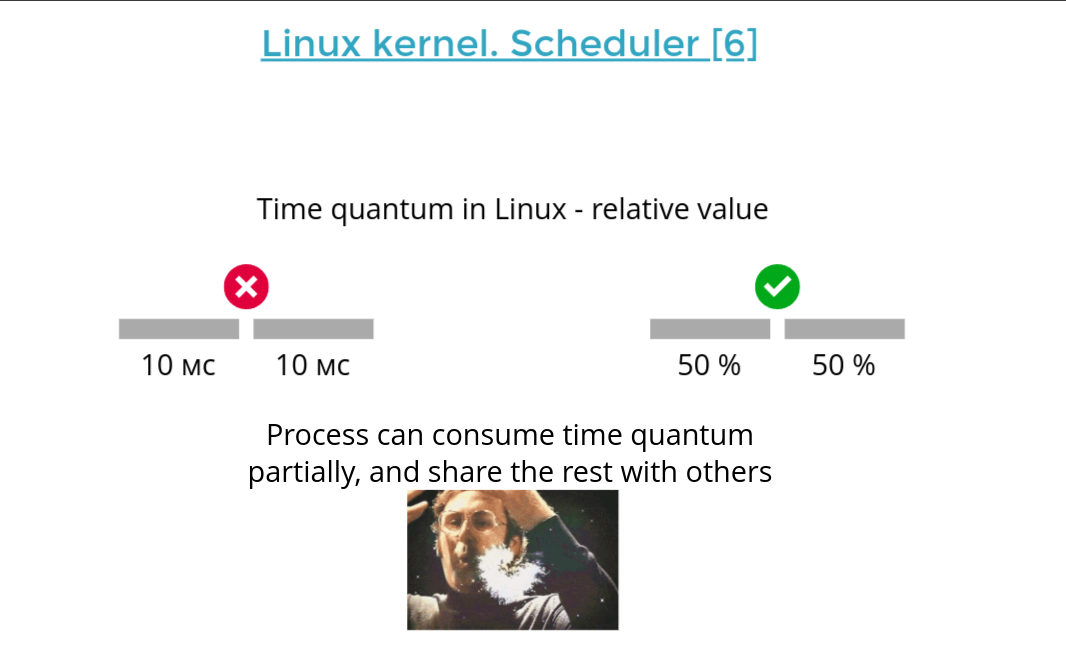 Linux kernel. Scheduler [6]
Time quantum in Linux - relative value
10 мс 10 мс 50 % 50 %
Process can consume time quantum
partially, and share the rest with others